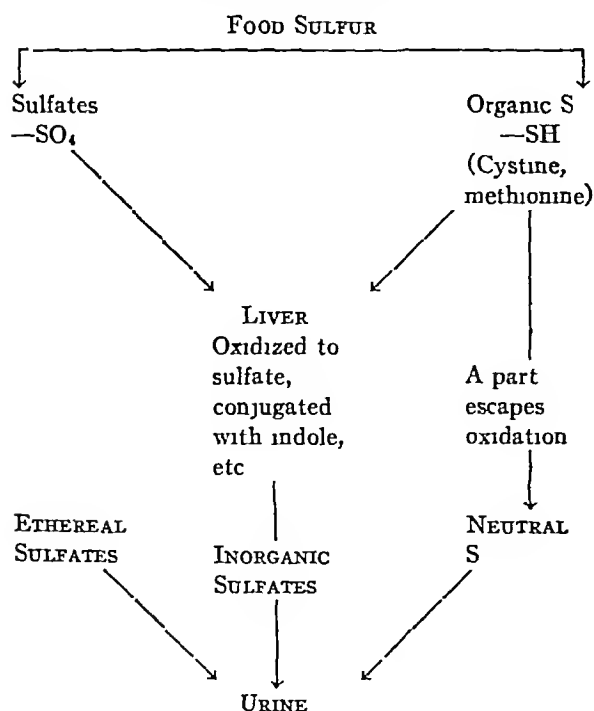 FOOD SULFUR
Sulfates
—SO₄
Organic S
—SH
(Cystine,
methionine)
LIVER
Oxidized to
sulfate,
conjugated
with indole,
etc
A part
escapes
oxidation
ETHEREAL
SULFATES
INORGANIC
SULFATES
NEUTRAL
S
URINE